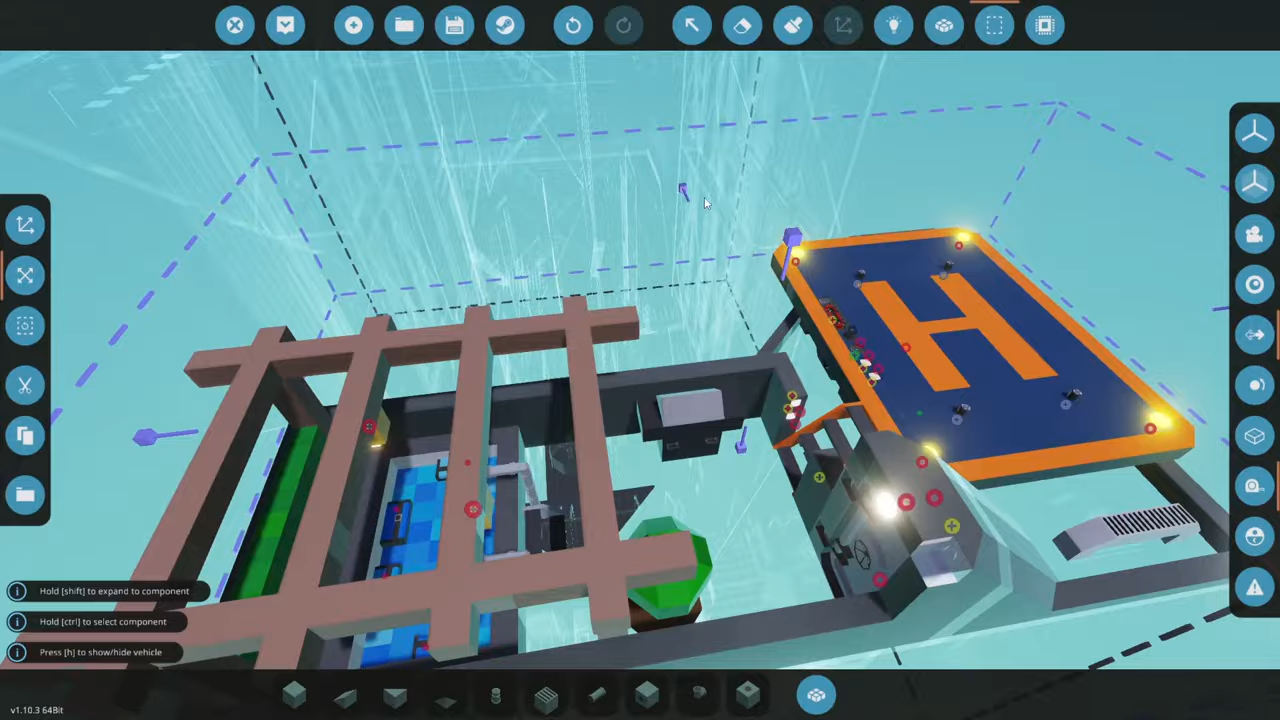 H
Hold [shift] to expand to component
Hold [ctrl] to select component
Press [h] to show/hide vehicle
v1.10.3 64Bit